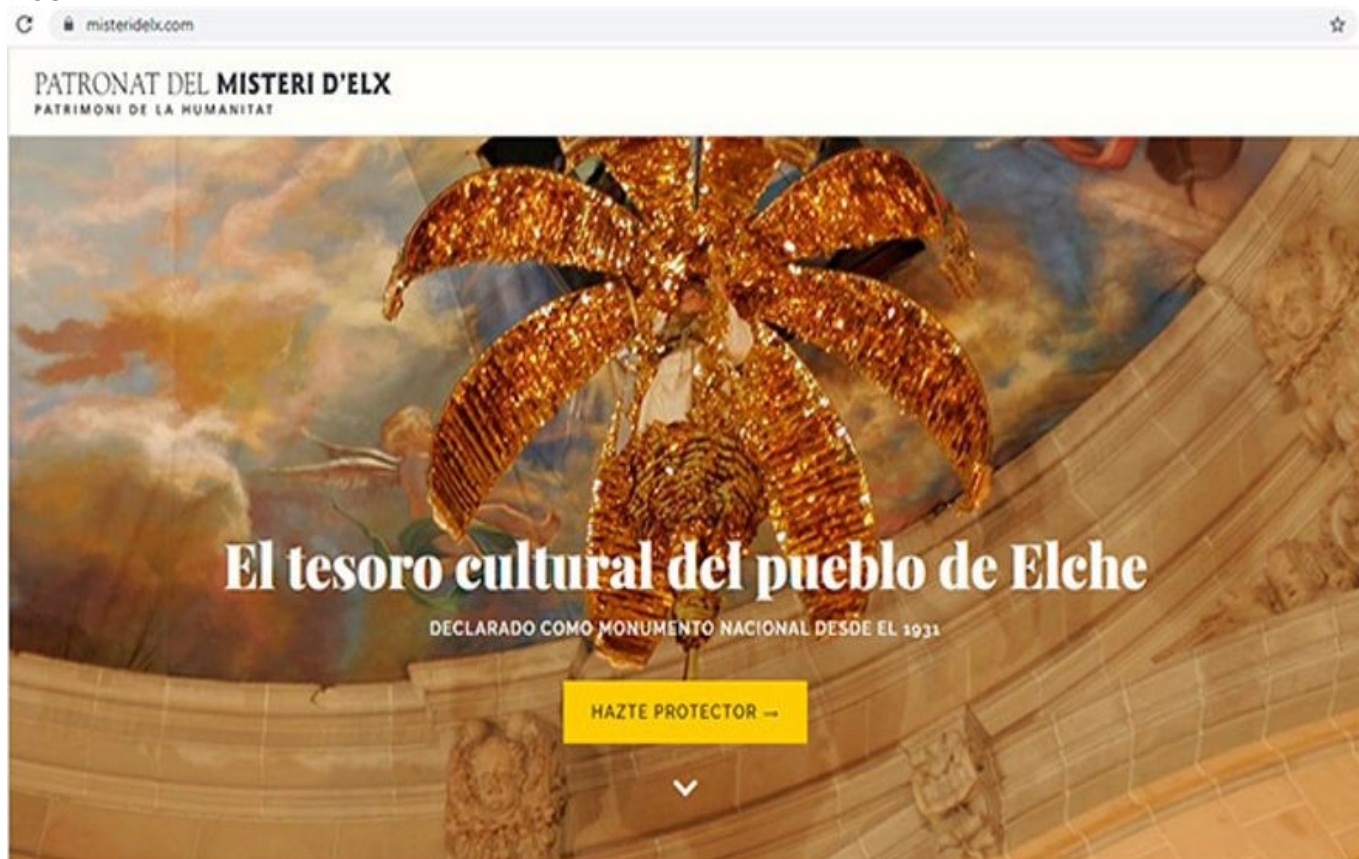 misteridelx.com
PATRONAT DEL MISTERI D'ELX
PATRIMONI DE LA HUMANITAT
El tesoro cultural del pueblo de Elche
DECLARADO COMO MONUMENTO NACIONAL DESDE EL 1931
HAZTE PROTECTOR →